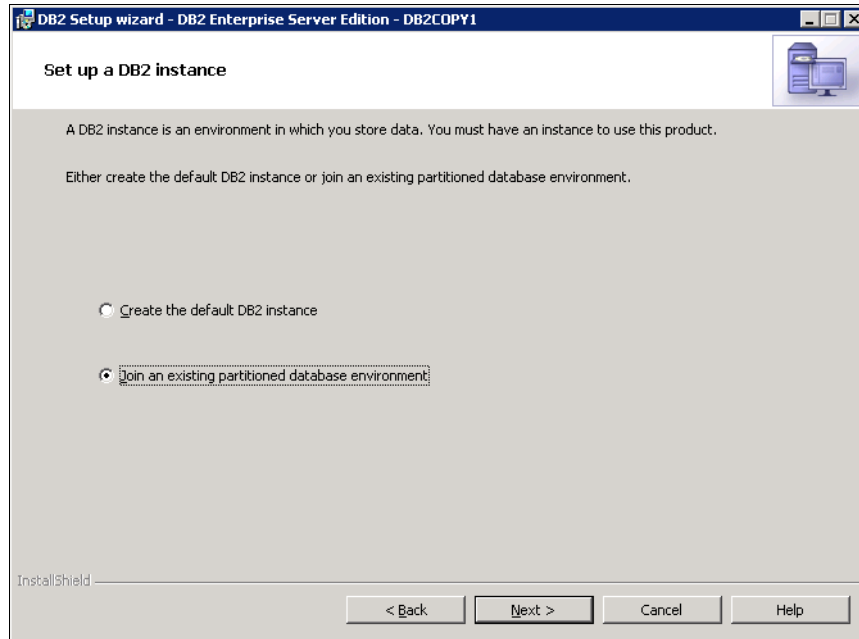 DB2 Setup wizard - DB2 Enterprise Server Edition - DB2COPY1
Set up a DB2 instance
A DB2 instance is an environment in which you store data. You must have an instance to use this product.
Either create the default DB2 instance or join an existing partitioned database environment.
Create the default DB2 instance
Join an existing partitioned database environment
InstallShield
< Back Next > Cancel Help